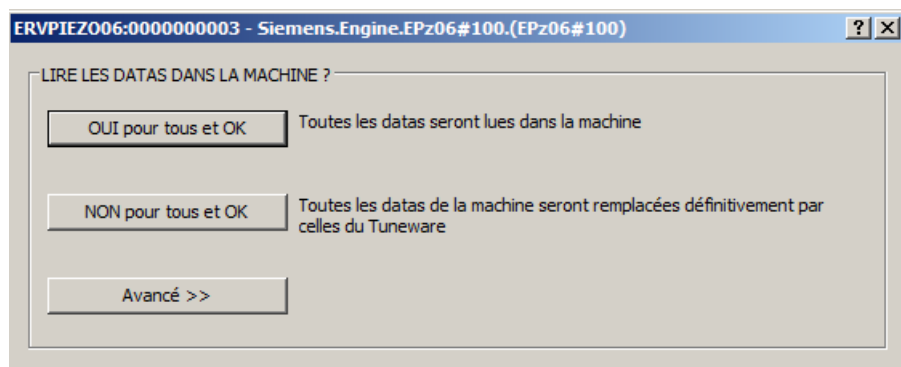 ERVPIEZO06:0000000003 - Siemens.Engine.EPz06#100.(EPz06#100)
LIRE LES DATAS DANS LA MACHINE ?
OUI pour tous et OK
Toutes les datas seront lues dans la machine
NON pour tous et OK
Toutes les datas de la machine seront remplacées définitivement par
celles du Tuneware
Avancé >>